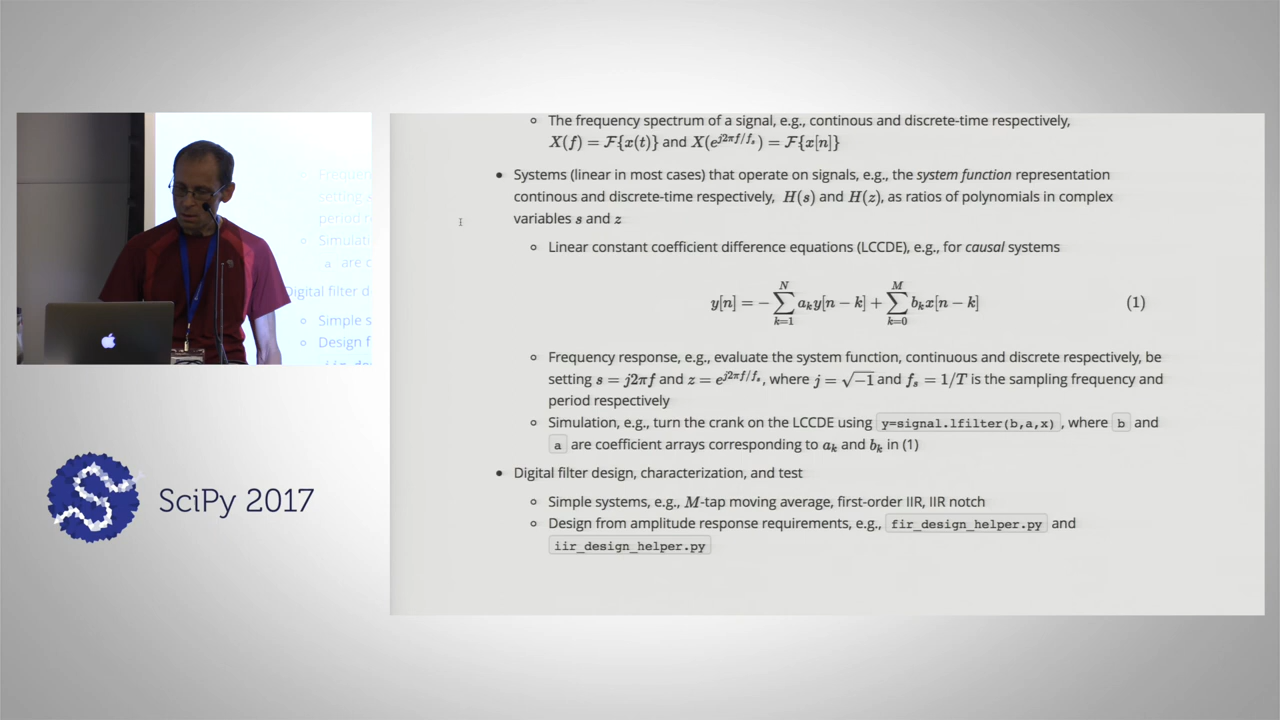 The frequency spectrum of a signal, e.g., continous and discrete-time respectively,
X(f) = F{x(t)} and X(e^{j2πf/f_s}) = F{x[n]}
Systems (linear in most cases) that operate on signals, e.g., the system function representation
continous and discrete-time respectively, H(s) and H(z), as ratios of polynomials in complex
variables s and z
Linear constant coefficient difference equations (LCCDE), e.g., for causal systems
y[n] = −∑_{k=1}^{N} a_k y[n − k] + ∑_{k=0}^{M} b_k x[n − k] (1)
Frequency response, e.g., evaluate the system function, continuous and discrete respectively, be
setting s = j2πf and z = e^{j2πf/f_s}, where j = √−1 and f_s = 1/T is the sampling frequency and
period respectively
Simulation, e.g., turn the crank on the LCCDE using y=signal.lfilter(b,a,x), where b and
a are coefficient arrays corresponding to a_k and b_k in (1)
Digital filter design, characterization, and test
Simple systems, e.g., M-tap moving average, first-order IIR, IIR notch
Design from amplitude response requirements, e.g., fir_design_helper.py and
iir_design_helper.py
setting
period r
a are c
Digital filter d
Simple s
Design f
SciPy 2017